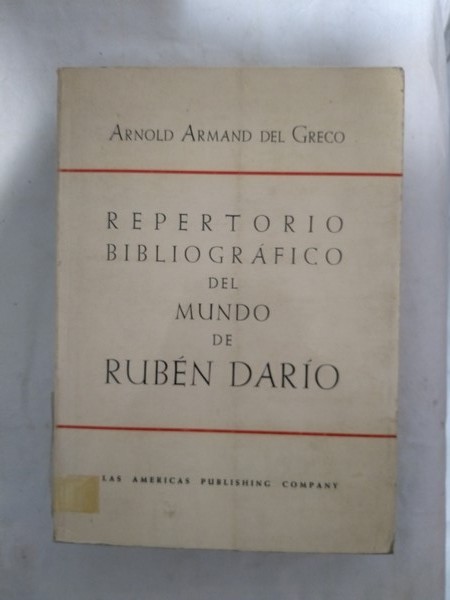 ARNOLD ARMAND DEL GRECO
REPERTORIO
BIBLIOGRÁFICO
DEL
MUNDO
DE
RUBÉN DARÍO
LAS AMERICAS PUBLISHING COMPANY